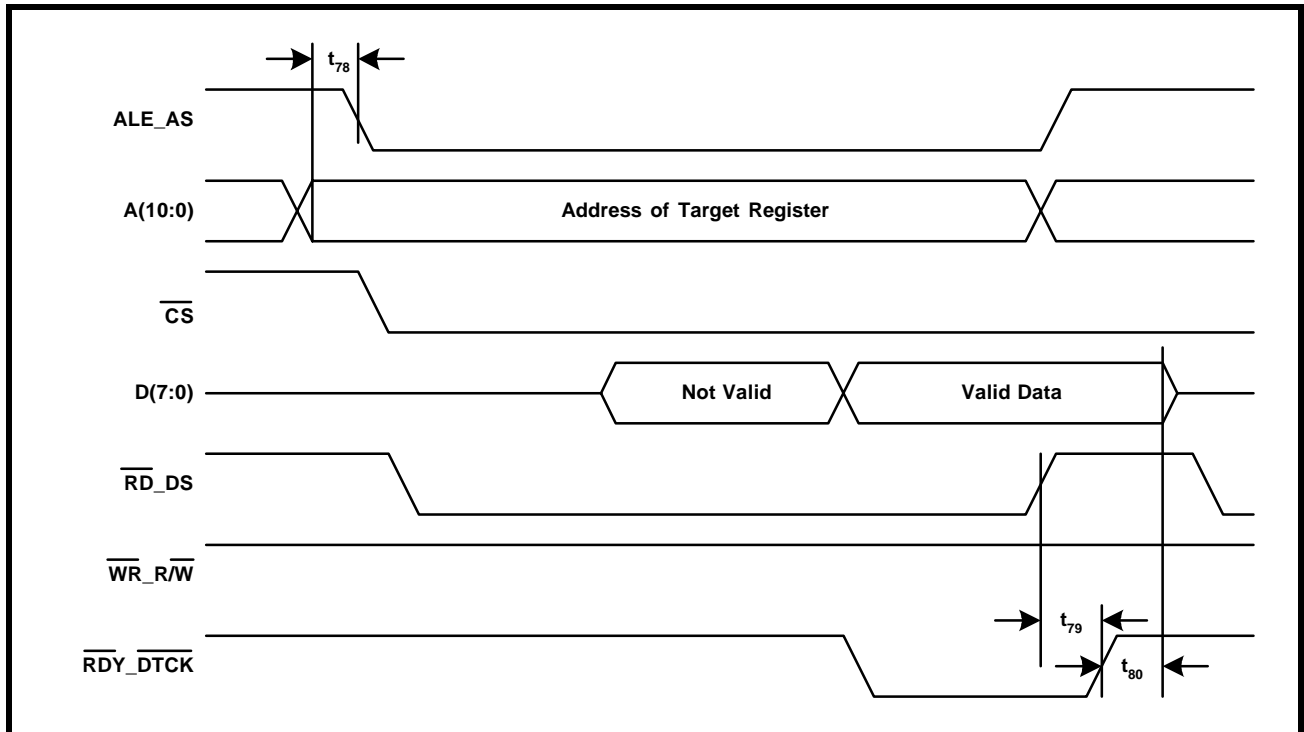 t78
ALE_AS
A(10:0)
Address of Target Register
CS
D(7:0)
Not Valid
Valid Data
RD_DS
WR_R/W
t79
RDY_DTCK
t80